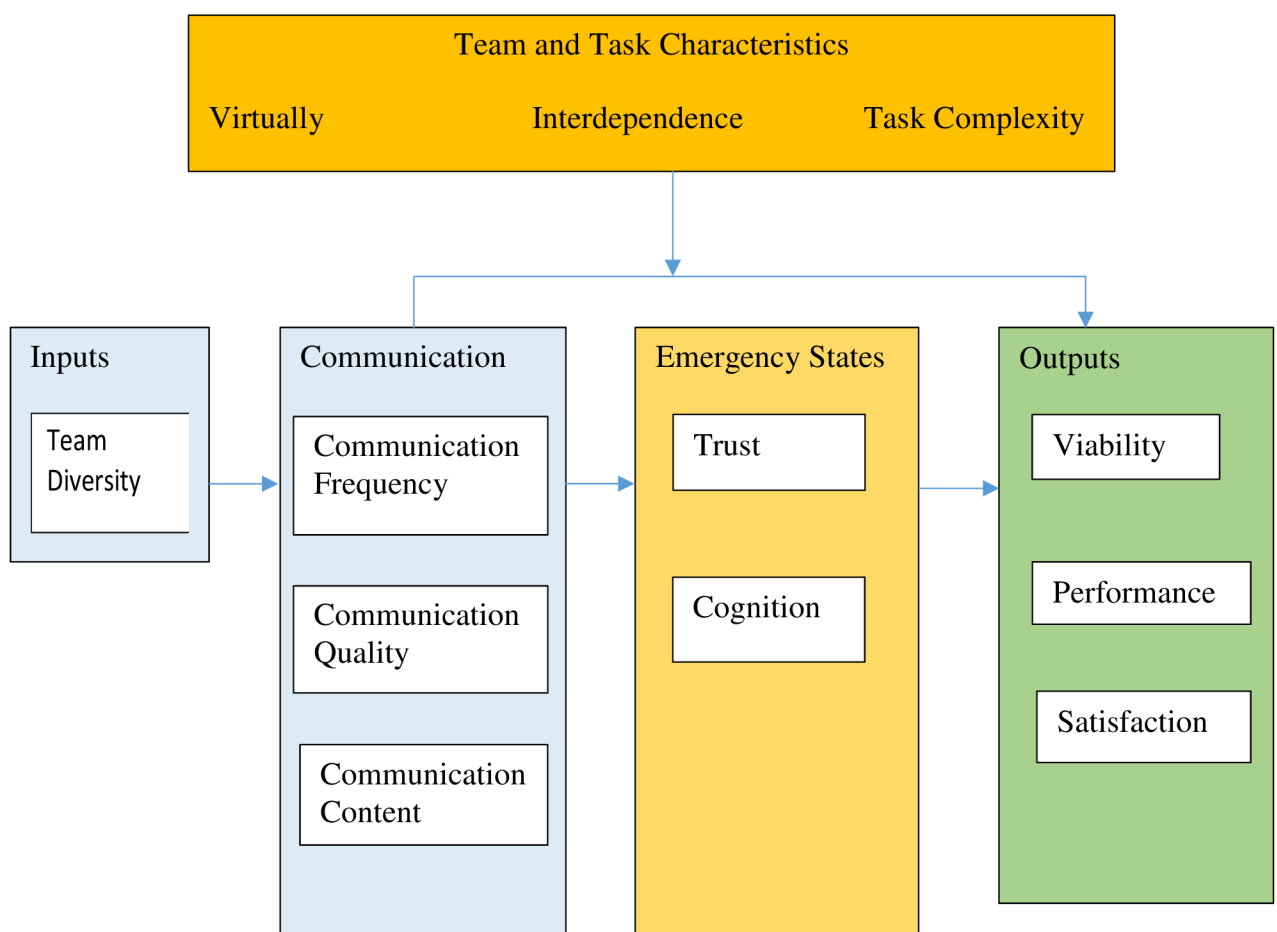 Team and Task Characteristics
Virtually Interdependence Task Complexity
Inputs
Team
Diversity
Communication
Communication
Frequency
Communication
Quality
Communication
Content
Emergency States
Trust
Cognition
Outputs
Viability
Performance
Satisfaction